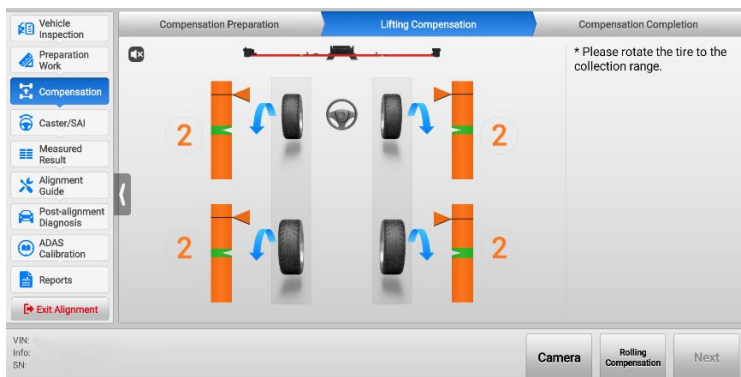 Vehicle
Inspection
Preparation
Work
Compensation
Caster/SAI
Measured
Result
Alignment
Guide
Post-alignment
Diagnosis
ADAS
Calibration
Reports
Exit Alignment
Compensation Preparation
Lifting Compensation
Compensation Completion
* Please rotate the tire to the
collection range.
2
2
2
2
VIN:
Info:
SN:
Camera
Rolling
Compensation
Next